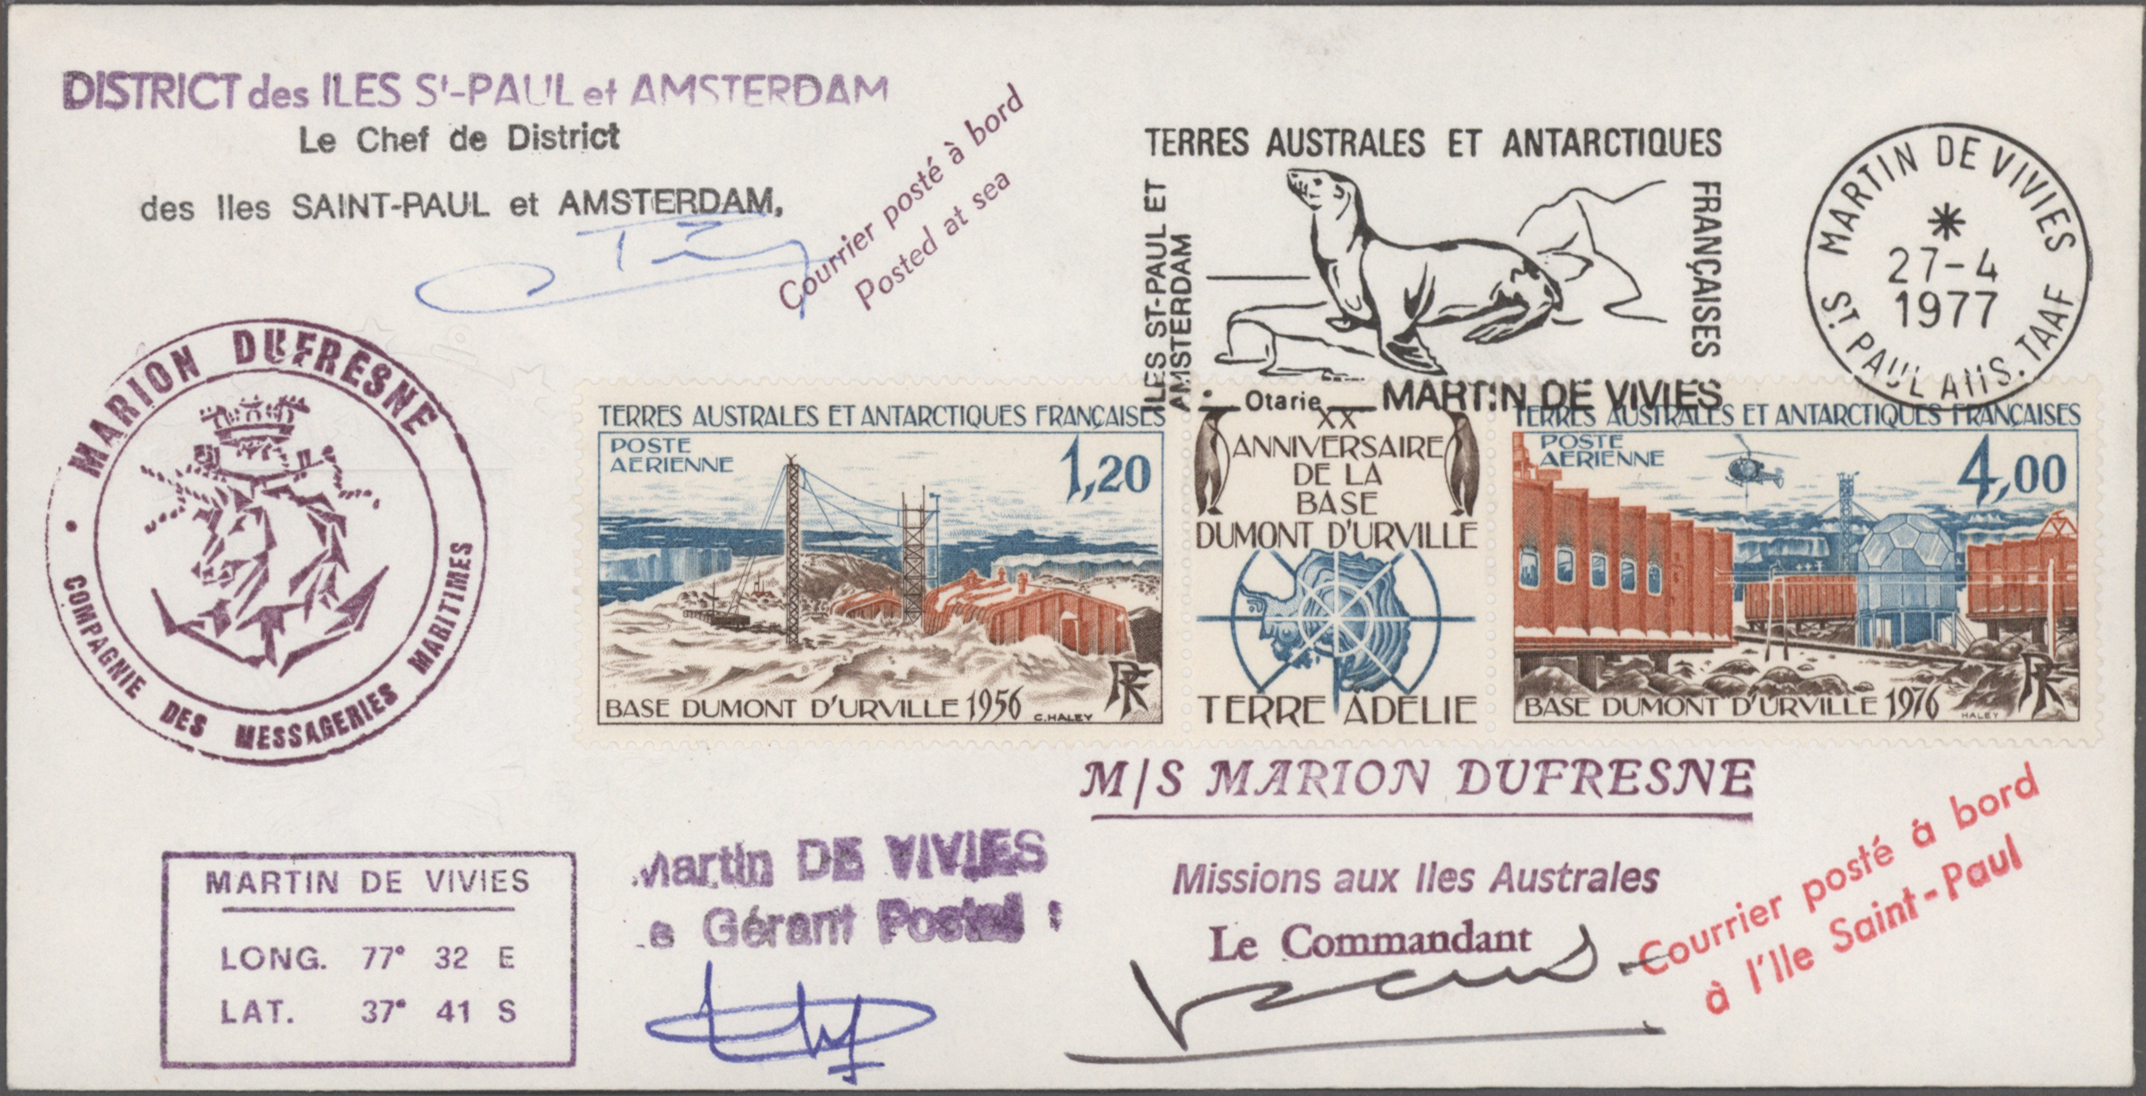 DISTRICT des ILES St-PAUL et AMSTERDAM
Le Chef de District
des Iles SAINT-PAUL et AMSTERDAM,
Courrier posté à bord
Posted at sea
TERRES AUSTRALES ET ANTARCTIQUES
FRANÇAISES
ILES ST-PAUL ET
AMSTERDAM
Otarie
MARTIN DE VIVIES
MARTIN DE VIVIES
27-4
1977
ST PAUL AMS. TAAF
MARION DUFRESNE
COMPAGNIE DES MESSAGERIES MARITIMES
TERRES AUSTRALES ET ANTARCTIQUES FRANÇAISES
POSTE
AERIENNE
1,20
BASE DUMONT D'URVILLE 1956
C.HALEY
RF
XX
ANNIVERSAIRE
DE LA
BASE
DUMONT D'URVILLE
TERRE ADELIE
TERRES AUSTRALES ET ANTARCTIQUES FRANÇAISES
POSTE
AERIENNE
4,00
BASE DUMONT D'URVILLE 1976
HALEY
RF
M/S MARION DUFRESNE
Missions aux Iles Australes
Le Commandant
Courrier posté à bord
à l'Ile Saint-Paul
Martin DE VIVIES
Le Gérant Postal :
MARTIN DE VIVIES
LONG. 77° 32 E
LAT. 37° 41 S